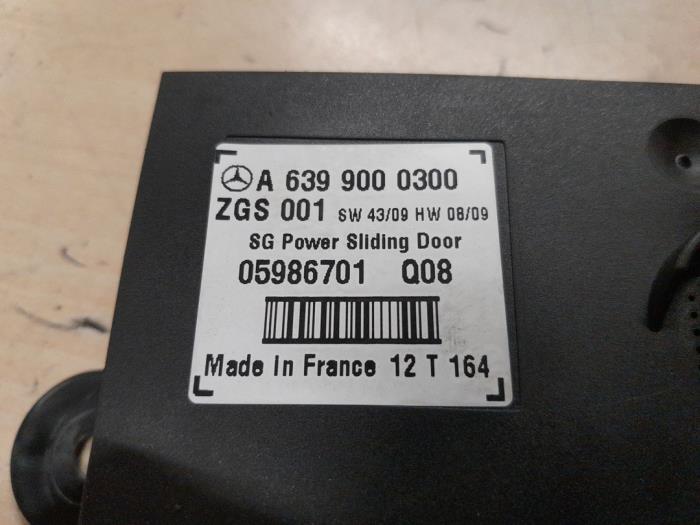 A 639 900 0300
ZGS 001 SW 43/09 HW 08/09
SG Power Sliding Door
05986701 Q08
Made In France 12 T 164